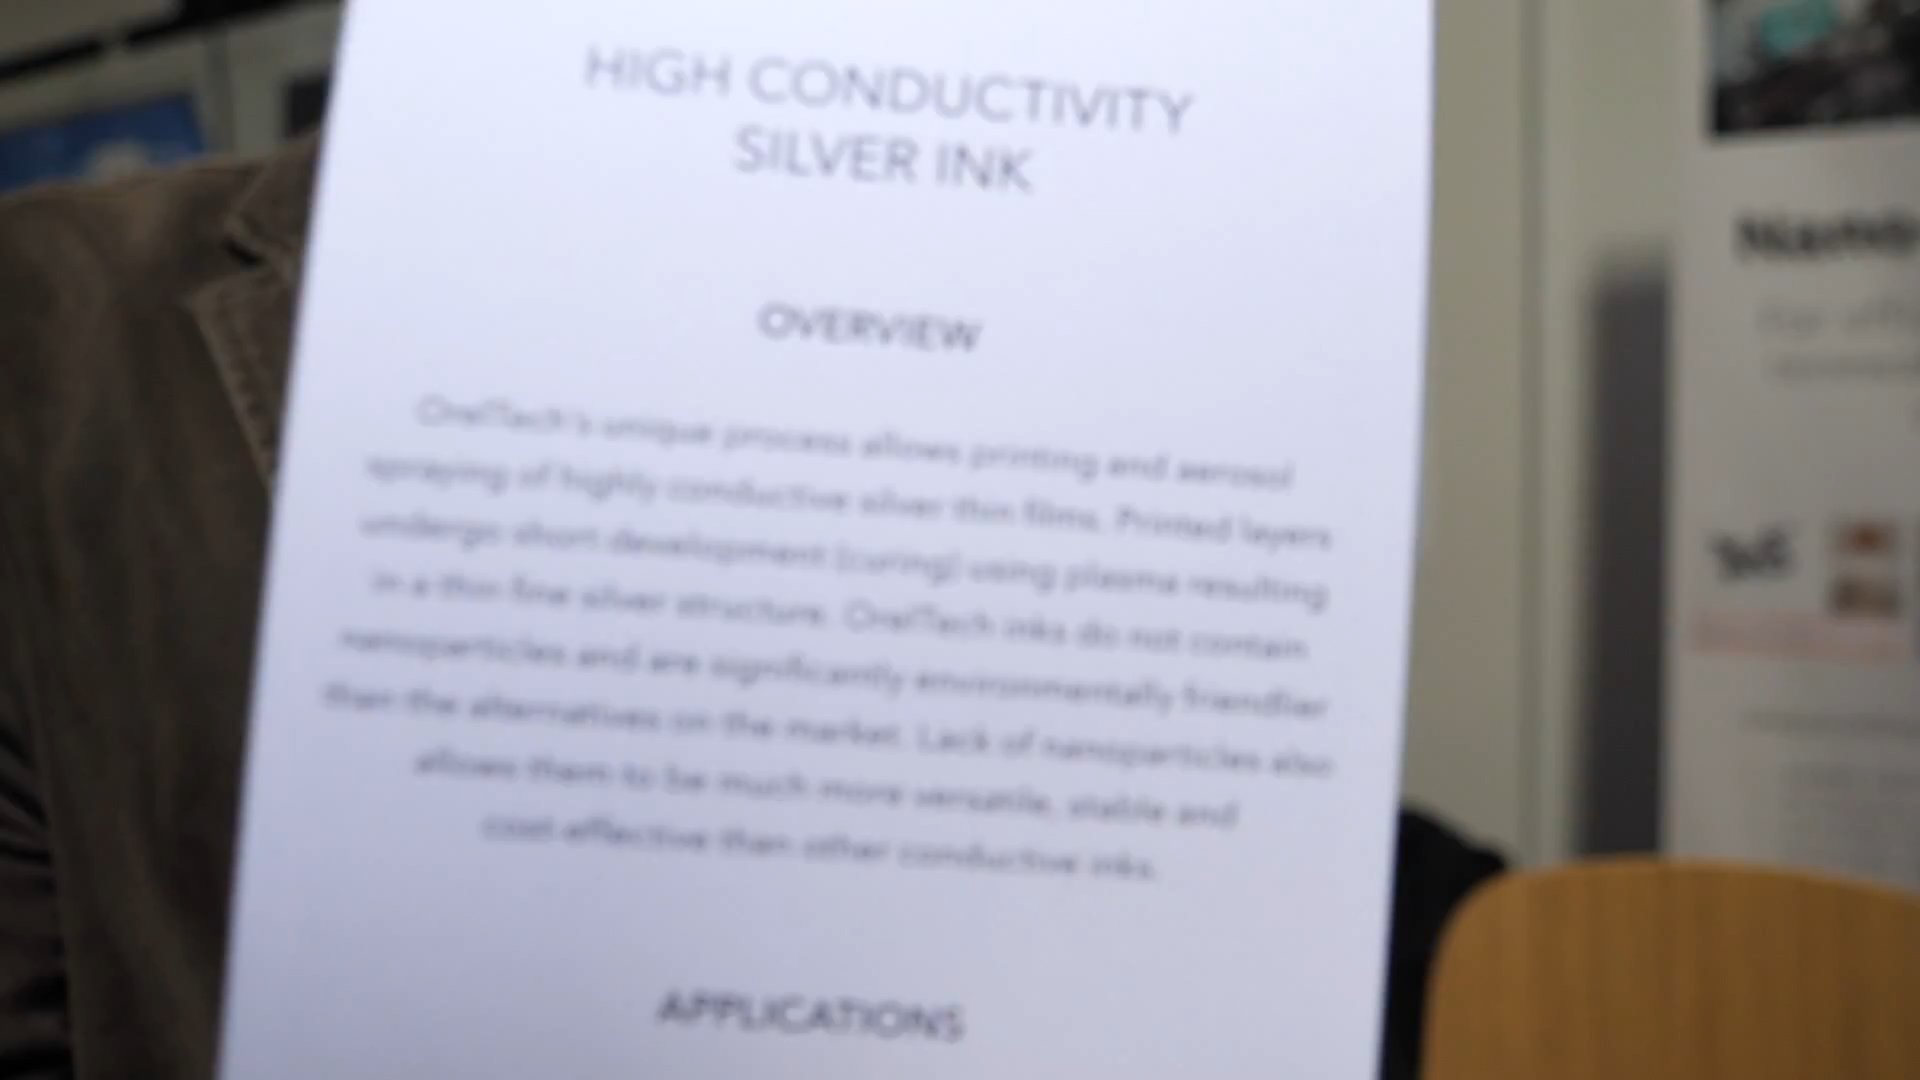 HIGH CONDUCTIVITY
SILVER INK
OVERVIEW
OrelTech's unique process allows printing and aerosol
spraying of highly conductive silver thin films. Printed layers
undergo short development (curing) using plasma resulting
in a thin fine silver structure. OrelTech inks do not contain
nanoparticles and are significantly environmentally friendlier
than the alternatives on the market. Lack of nanoparticles also
allows them to be much more versatile, stable and
cost-effective than other conductive inks.
APPLICATIONS